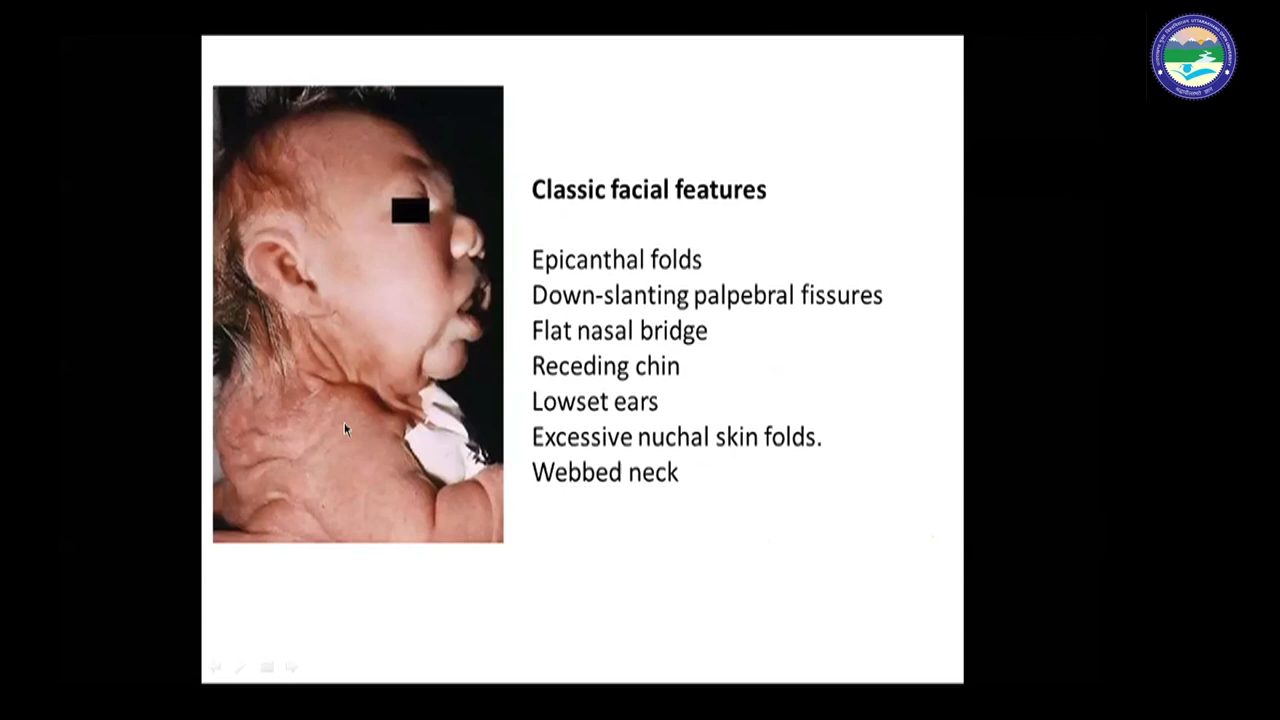 Classic facial features
Epicanthal folds
Down-slanting palpebral fissures
Flat nasal bridge
Receding chin
Lowset ears
Excessive nuchal skin folds.
Webbed neck